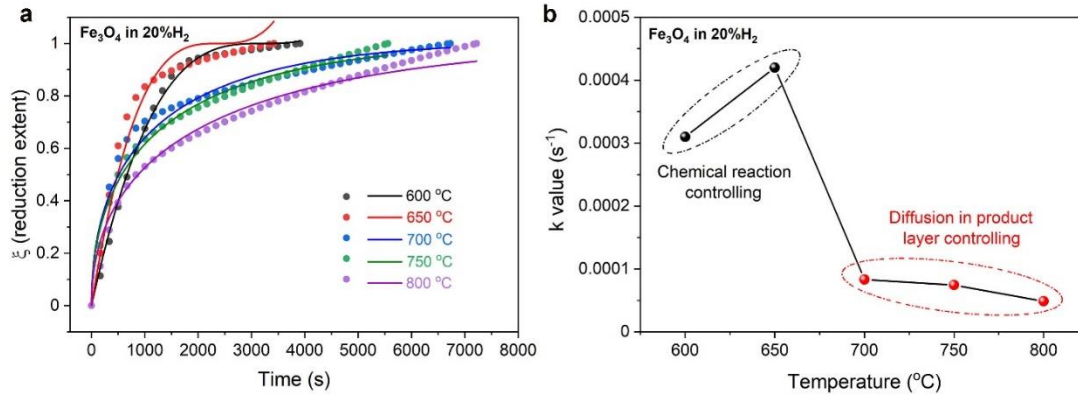 a
Fe₃O₄ in 20%H₂
ξ (reduction extent)
1
0.8
0.6
0.4
0.2
0
600 °C
650 °C
700 °C
750 °C
800 °C
0 1000 2000 3000 4000 5000 6000 7000 8000
Time (s)
b
Fe₃O₄ in 20%H₂
k value (s⁻¹)
0.0005
0.0004
0.0003
0.0002
0.0001
0
Chemical reaction
controlling
Diffusion in product
layer controlling
600 650 700 750 800
Temperature (°C)